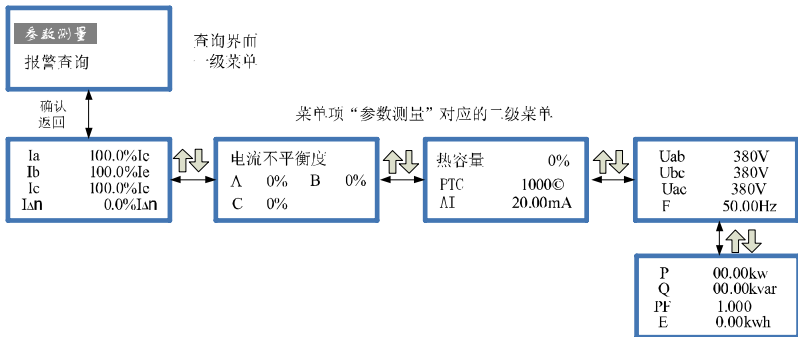 参数测量
报警查询
查询界面
一级菜单
确认
返回
菜单项“参数测量”对应的二级菜单
Ia 100.0%Ie
Ib 100.0%Ie
Ic 100.0%Ie
I∆n 0.0%I∆n
电流不平衡度
A 0% B 0%
C 0%
热容量 0%
PTC 1000©
AI 20.00mA
Uab 380V
Ubc 380V
Uac 380V
F 50.00Hz
P 00.00kw
Q 00.00kvar
PF 1.000
E 0.00kwh